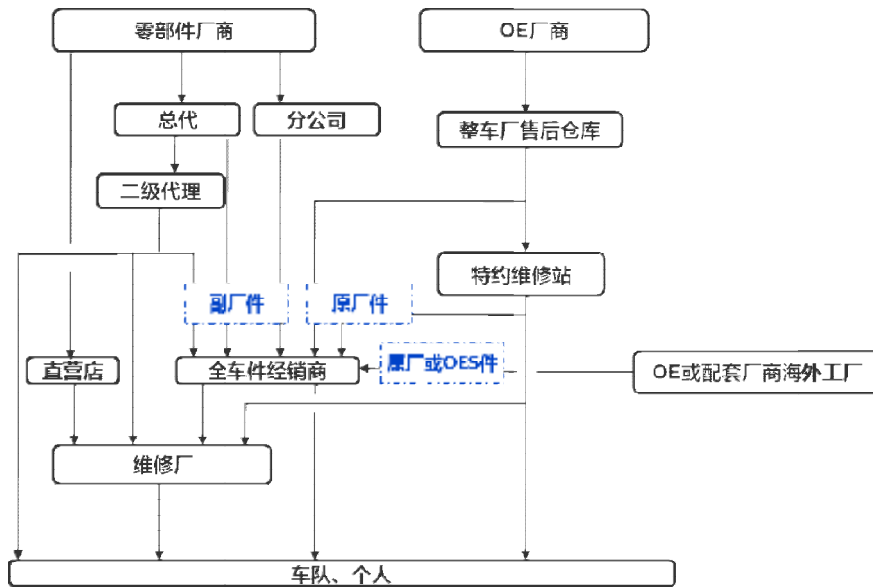 零部件厂商
OE厂商
总代
分公司
整车厂售后仓库
二级代理
特约维修站
副厂件
原厂件
直营店
全车件经销商
原厂或OES件
OE或配套厂商海外工厂
维修厂
车队、个人